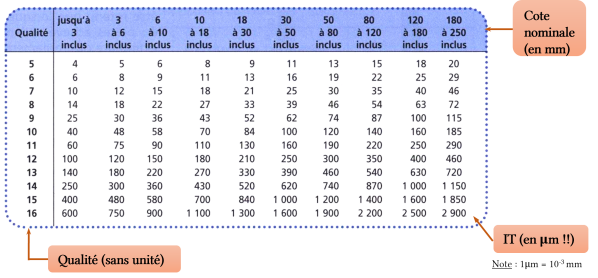 jusqu'à 3 6 10 18 30 50 80 120 180
Qualité 3 à 6 à 10 à 18 à 30 à 50 à 80 à 120 à 180 à 250
inclus inclus inclus inclus inclus inclus inclus inclus inclus inclus
5 4 5 6 8 9 11 13 15 18 20
6 6 8 9 11 13 16 19 22 25 29
7 10 12 15 18 21 25 30 35 40 46
8 14 18 22 27 33 39 46 54 63 72
9 25 30 36 43 52 62 74 87 100 115
10 40 48 58 70 84 100 120 140 160 185
11 60 75 90 110 130 160 190 220 250 290
12 100 120 150 180 210 250 300 350 400 460
13 140 180 220 270 330 390 460 540 630 720
14 250 300 360 430 520 620 740 870 1 000 1 150
15 400 480 580 700 840 1 000 1 200 1 400 1 600 1 850
16 600 750 900 1 100 1 300 1 600 1 900 2 200 2 500 2 900
Cote
nominale
(en mm)
IT (en µm !!)
Note : 1µm = 10⁻³ mm
Qualité (sans unité)